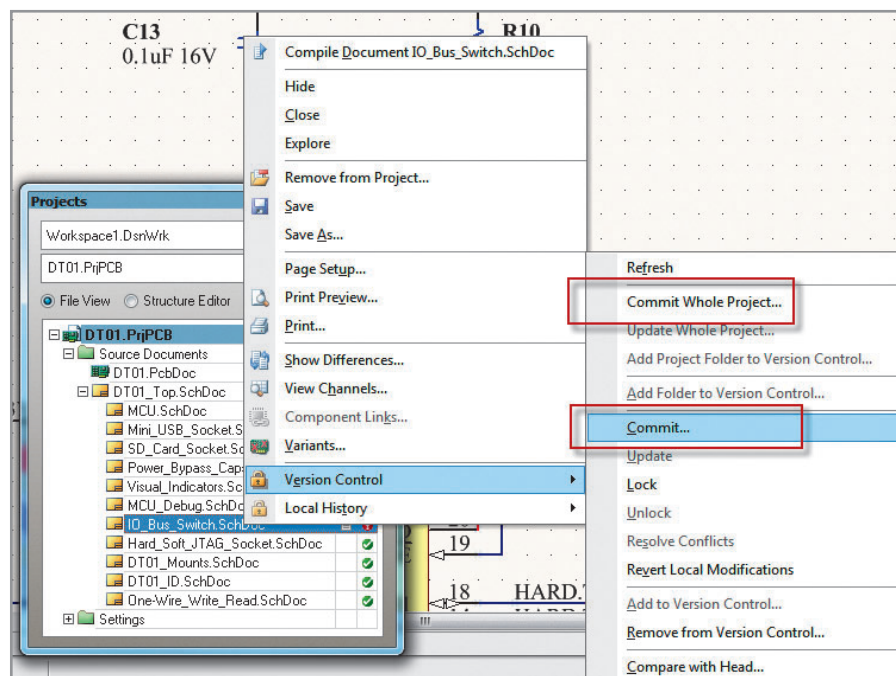 C13
0.1uF 16V
R10
Compile Document IO_Bus_Switch.SchDoc
Hide
Close
Explore
Remove from Project...
Save
Save As...
Page Setup...
Print Preview...
Print...
Show Differences...
View Channels...
Component Links...
Variants...
Version Control
Local History
Projects
Workspace1.DsnWrk
DT01.PrjPCB
File View Structure Editor
DT01.PrjPCB
Source Documents
DT01.PcbDoc
DT01_Top.SchDoc
MCU.SchDoc
Mini_USB_Socket.S
SD_Card_Socket.Sc
Power_Bypass_Cap
Visual_Indicators.Sc
MCU_Debug.SchDo
IO_Bus_Switch.SchDoc
Hard_Soft_JTAG_Socket.SchDoc
DT01_Mounts.SchDoc
DT01_ID.SchDoc
One-Wire_Write_Read.SchDoc
Settings
Refresh
Commit Whole Project...
Update Whole Project...
Add Project Folder to Version Control...
Add Folder to Version Control...
Commit...
Update
Lock
Unlock
Resolve Conflicts
Revert Local Modifications
Add to Version Control...
Remove from Version Control...
Compare with Head...
19
18 HARD.